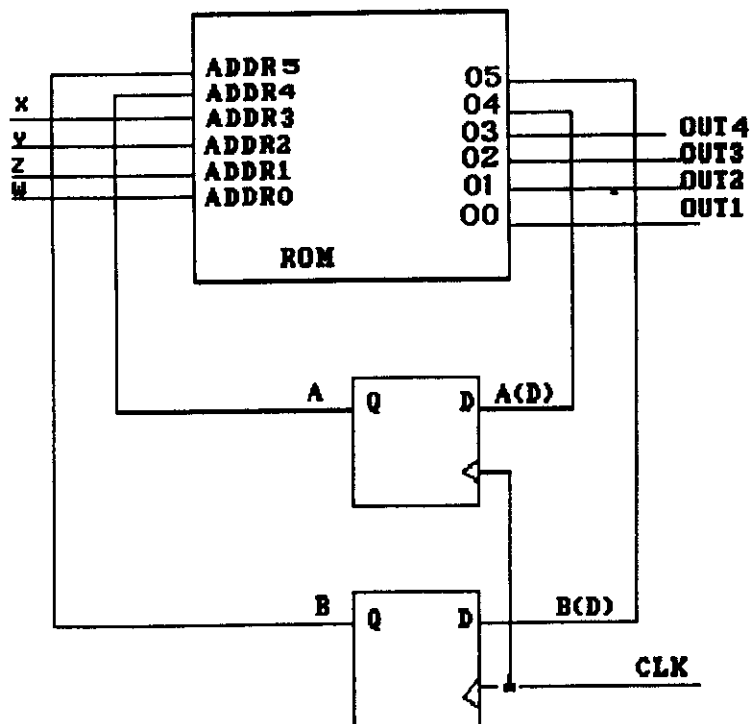 ADDR5
ADDR4
ADDR3
ADDR2
ADDR1
ADDR0
X
Y
Z
W
O5
O4
O3
O2
O1
O0
OUT4
OUT3
OUT2
OUT1
ROM
A
Q
D
A(D)
B
Q
D
B(D)
CLK